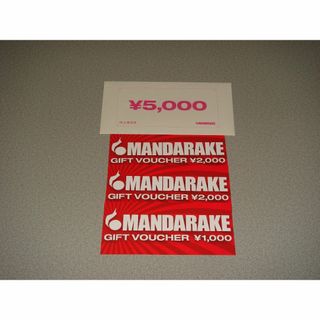 ¥5,000
MANDARAKE
GIFT VOUCHER ¥2,000
MANDARAKE
GIFT VOUCHER ¥2,000
MANDARAKE
GIFT VOUCHER ¥1,000